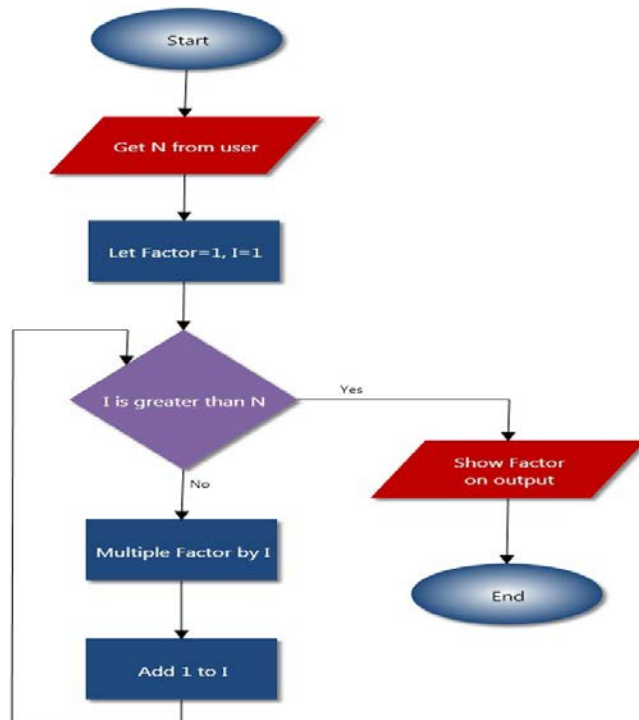 Start
Get N from user
Let Factor=1, I=1
I is greater than N
Yes
Show Factor
on output
No
Multiple Factor by I
End
Add 1 to I